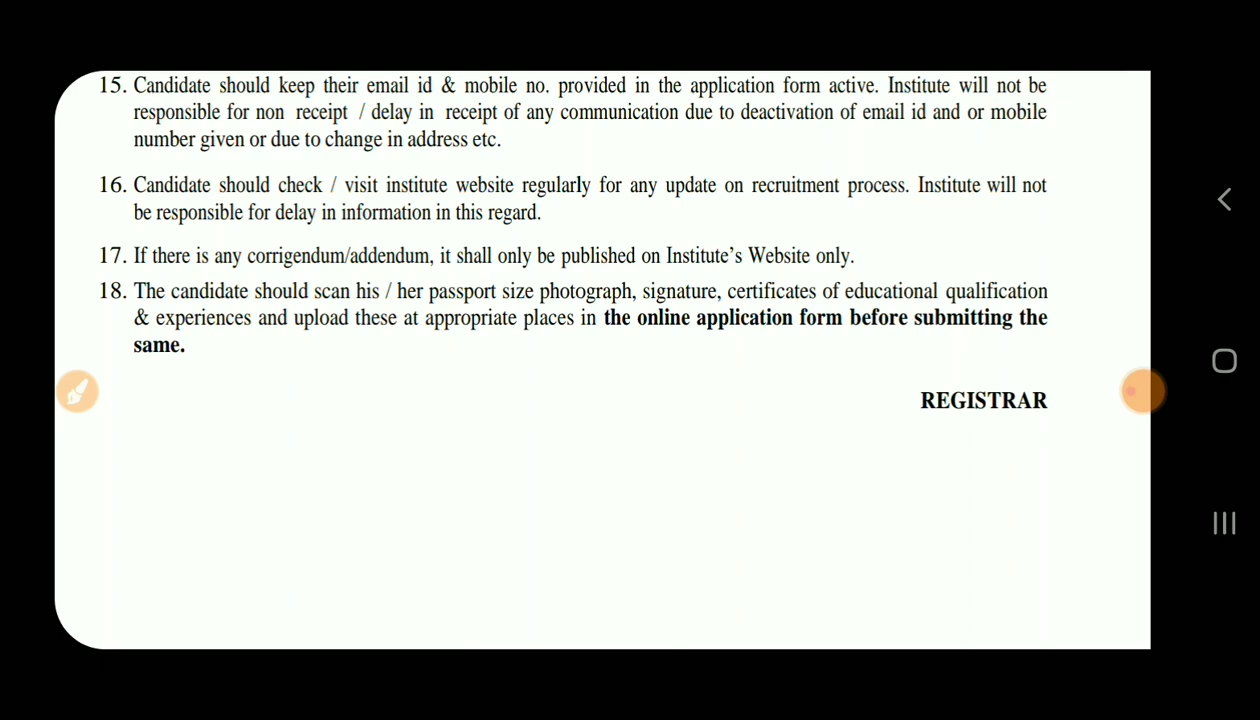 15. Candidate should keep their email id & mobile no. provided in the application form active. Institute will not be
responsible for non receipt / delay in receipt of any communication due to deactivation of email id and or mobile
number given or due to change in address etc.
16. Candidate should check / visit institute website regularly for any update on recruitment process. Institute will not
be responsible for delay in information in this regard.
17. If there is any corrigendum/addendum, it shall only be published on Institute's Website only.
18. The candidate should scan his / her passport size photograph, signature, certificates of educational qualification
& experiences and upload these at appropriate places in the online application form before submitting the
same.
REGISTRAR